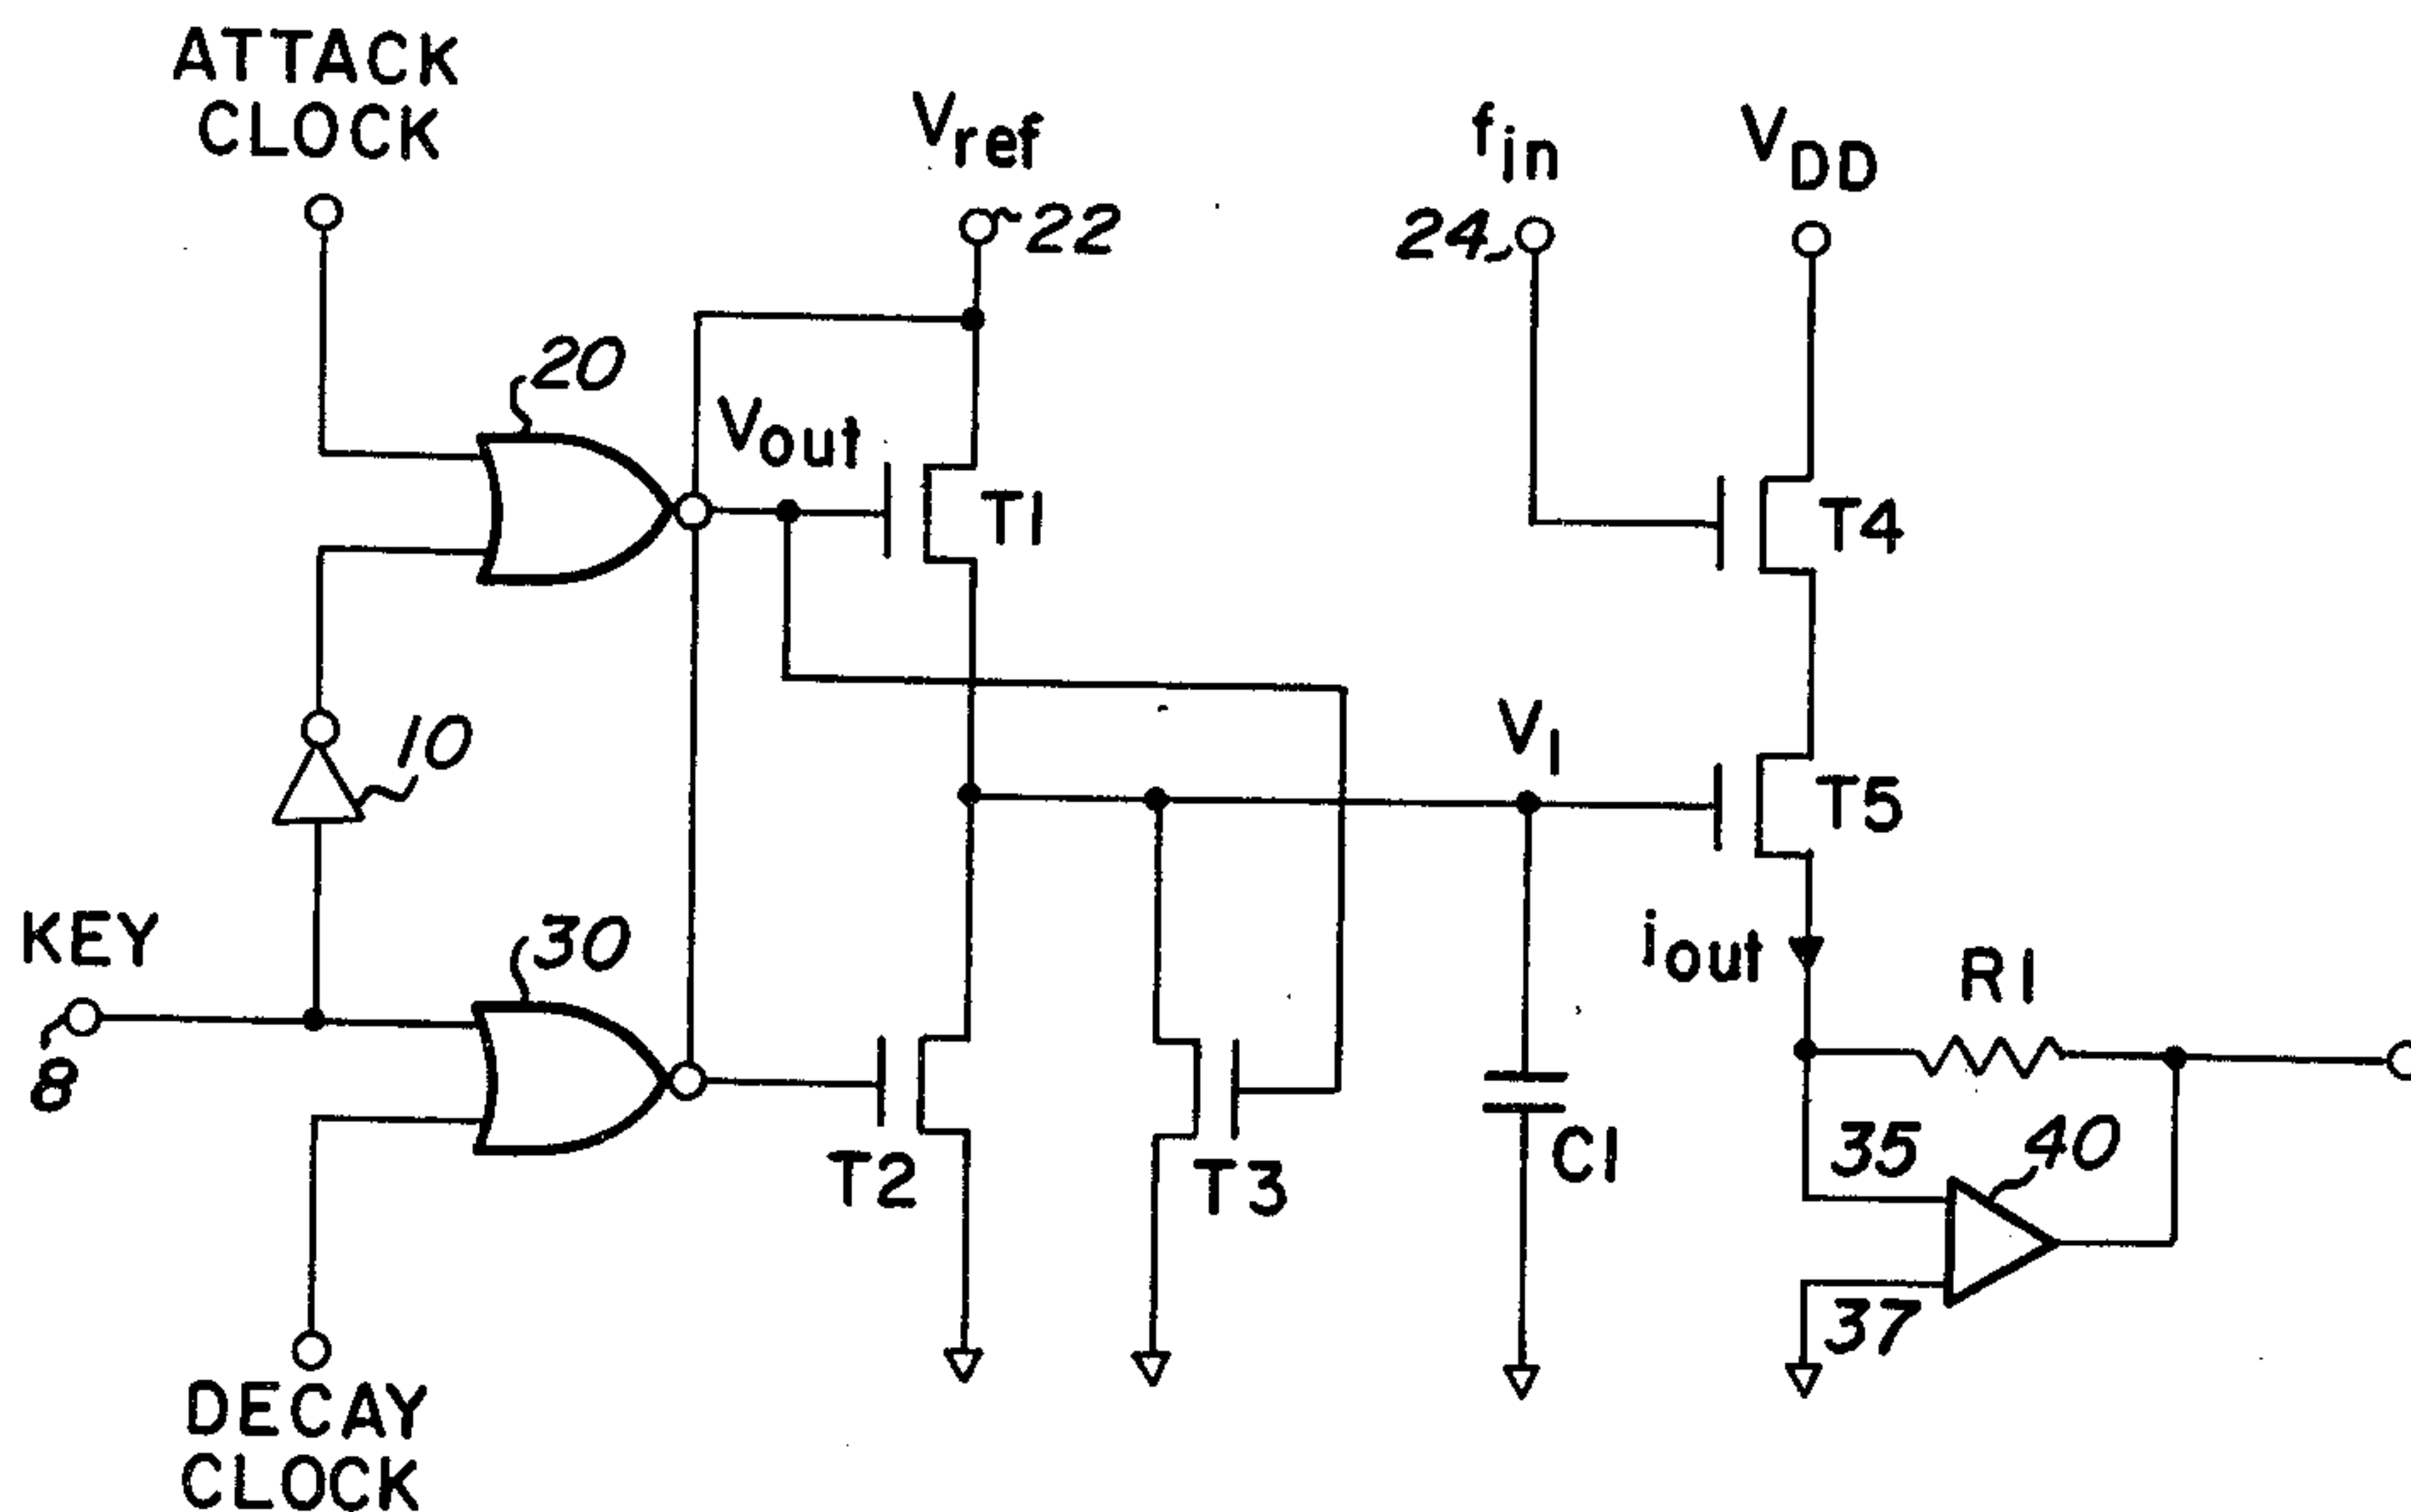 ATTACK
CLOCK
Vref
22
fin
24
VDD
20
Vout
T1
T4
10
V1
T5
KEY
8
30
iout
R1
T2
T3
C1
35
40
37
DECAY
CLOCK